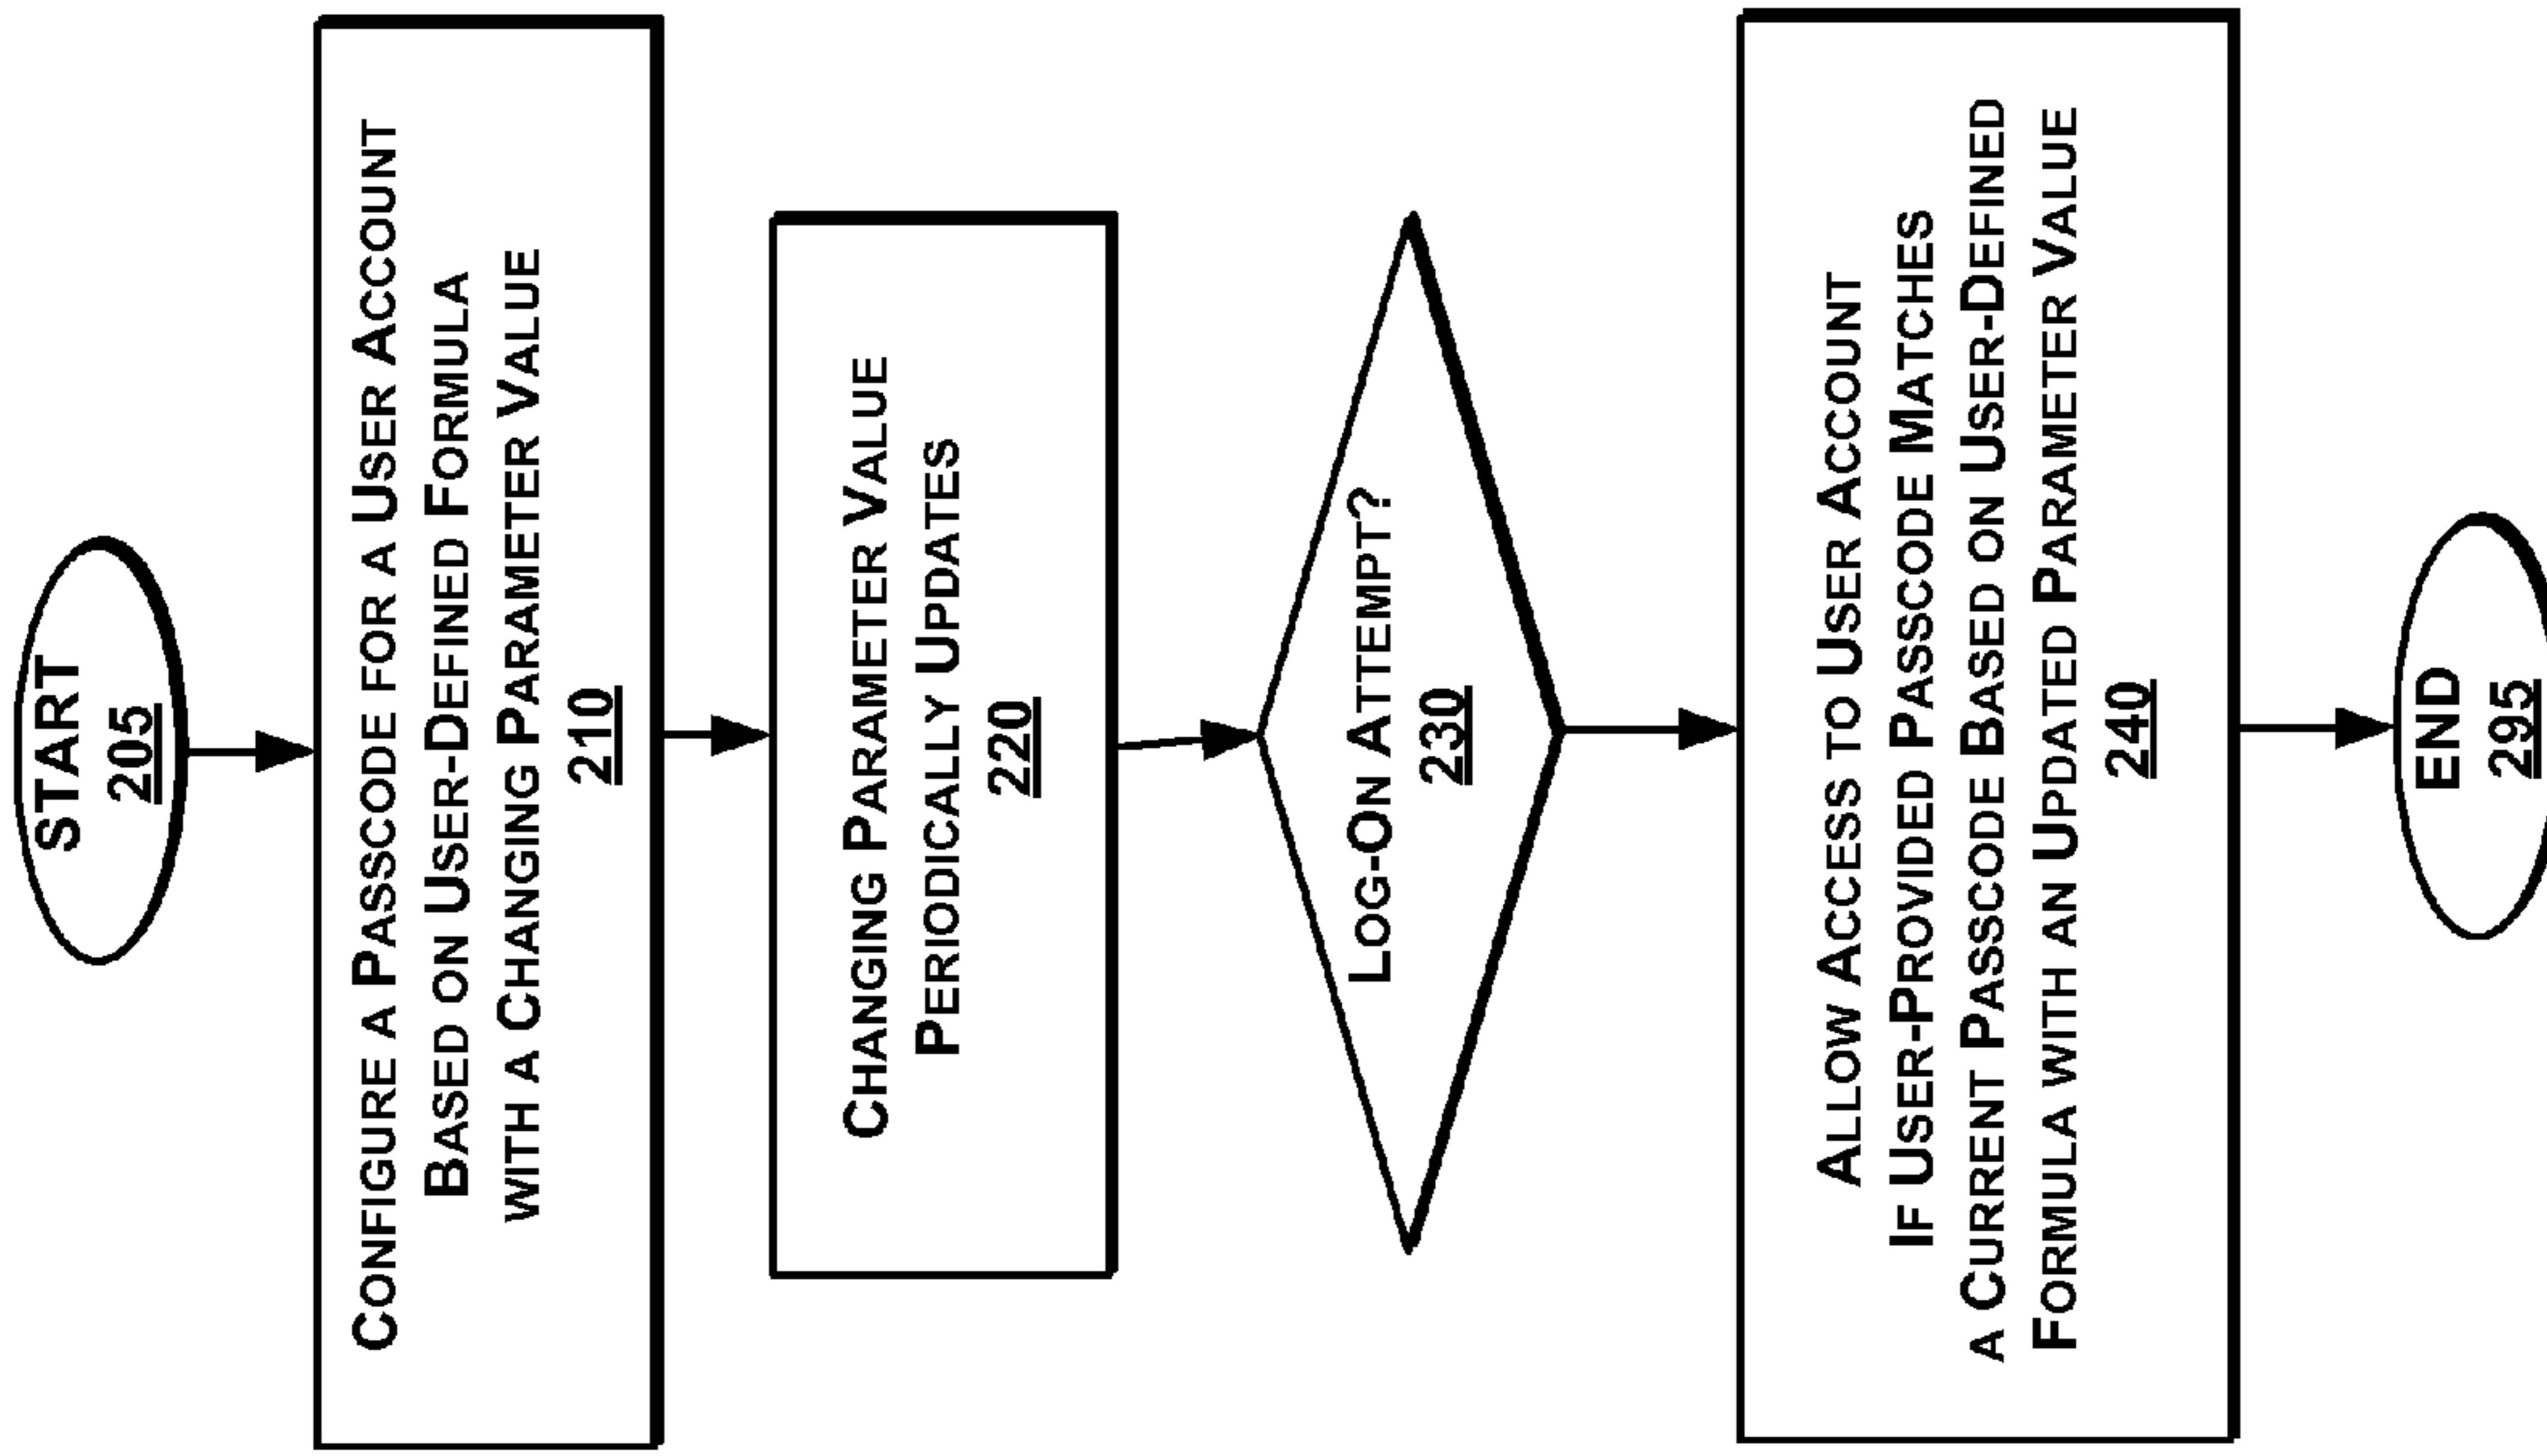 START
205
CONFIGURE A PASSCODE FOR A USER ACCOUNT
BASED ON USER-DEFINED FORMULA
WITH A CHANGING PARAMETER VALUE
210
CHANGING PARAMETER VALUE
PERIODICALLY UPDATES
220
LOG-ON ATTEMPT?
230
ALLOW ACCESS TO USER ACCOUNT
IF USER-PROVIDED PASSCODE MATCHES
A CURRENT PASSCODE BASED ON USER-DEFINED
FORMULA WITH AN UPDATED PARAMETER VALUE
240
END
295